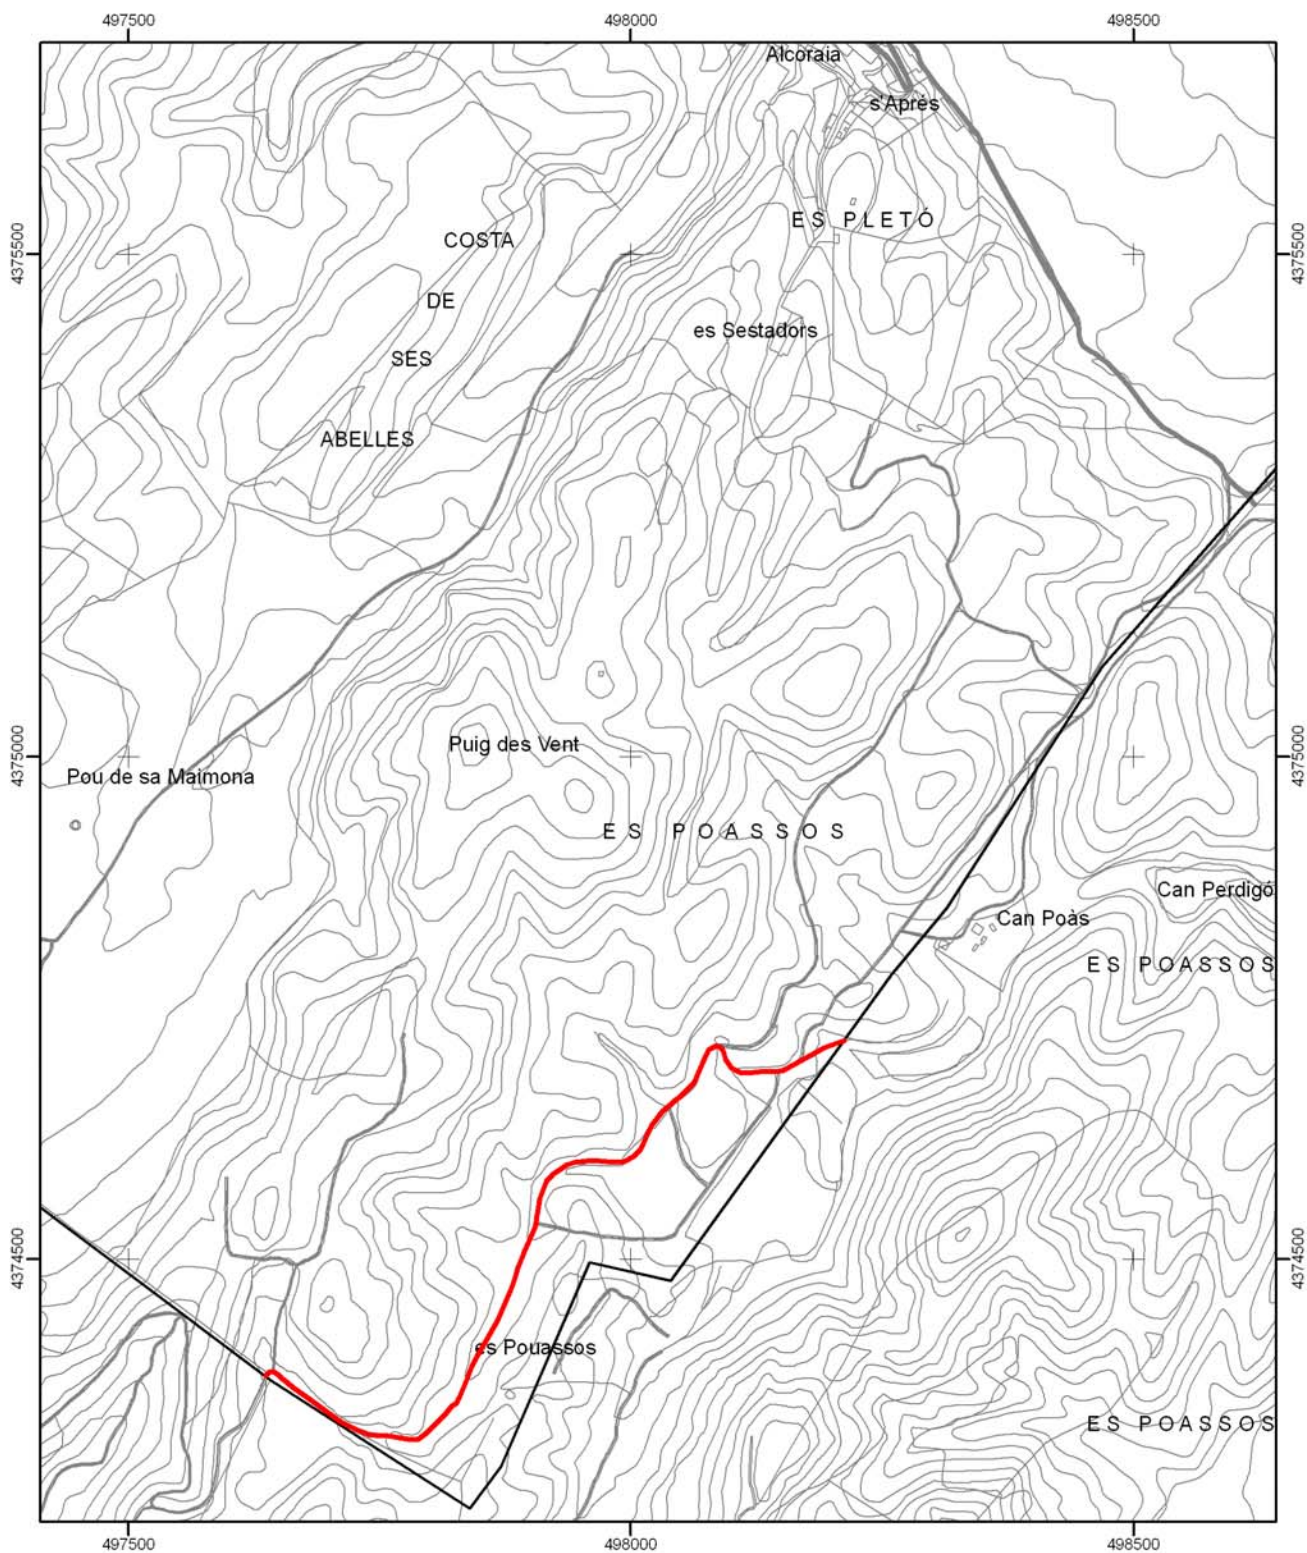 497500 498000 498500
Alcoraia
s'Aprés
ES PLETÓ
4375500 4375500
COSTA
DE
es Sestadors
SES
ABELLES
Puig des Vent
4375000 4375000
Pou de sa Maimona
ES POASSOS
Can Perdigó
Can Poàs
ES POASSOS
4374500 4374500
es Pouassos
ES POASSOS
497500 498000 498500